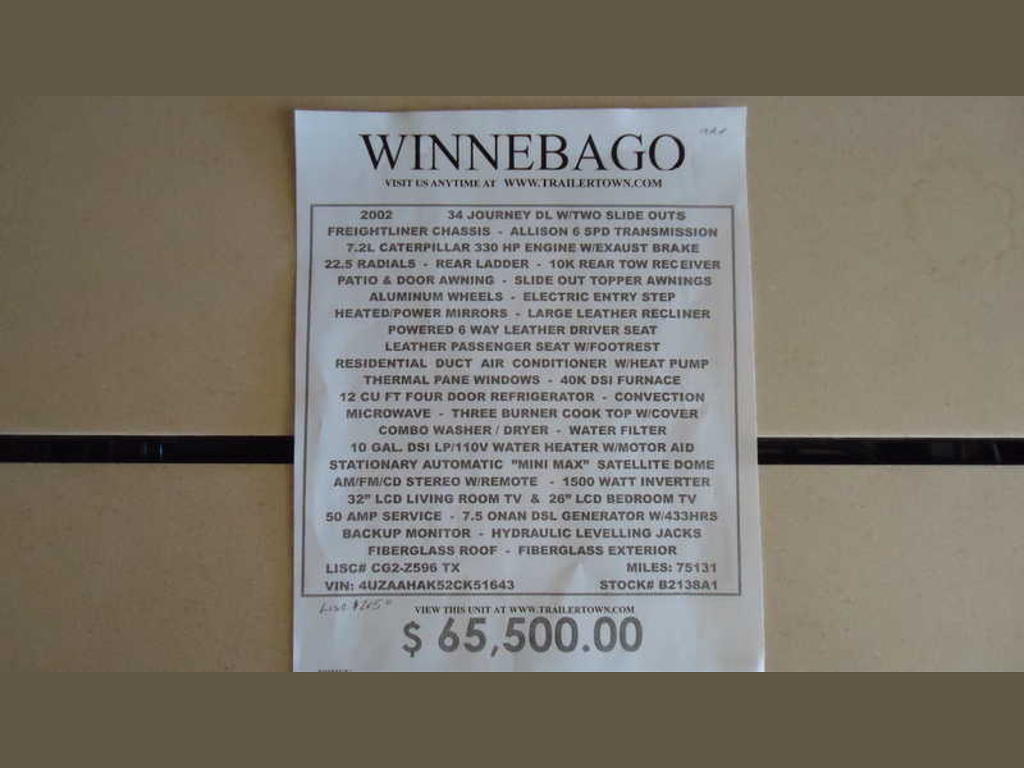 WINNEBAGO
VISIT US ANYTIME AT WWW.TRAILERTOWN.COM
2002 34 JOURNEY DL W/TWO SLIDE OUTS
FREIGHTLINER CHASSIS - ALLISON 6 SPD TRANSMISSION
7.2L CATERPILLAR 330 HP ENGINE W/EXAUST BRAKE
22.5 RADIALS - REAR LADDER - 10K REAR TOW RECEIVER
PATIO & DOOR AWNING - SLIDE OUT TOPPER AWNINGS
ALUMINUM WHEELS - ELECTRIC ENTRY STEP
HEATED/POWER MIRRORS - LARGE LEATHER RECLINER
POWERED 6 WAY LEATHER DRIVER SEAT
LEATHER PASSENGER SEAT W/FOOTREST
RESIDENTIAL DUCT AIR CONDITIONER W/HEAT PUMP
THERMAL PANE WINDOWS - 40K DSI FURNACE
12 CU FT FOUR DOOR REFRIGERATOR - CONVECTION
MICROWAVE - THREE BURNER COOK TOP W/COVER
COMBO WASHER / DRYER - WATER FILTER
10 GAL. DSI LP/110V WATER HEATER W/MOTOR AID
STATIONARY AUTOMATIC "MINI MAX" SATELLITE DOME
AM/FM/CD STEREO W/REMOTE - 1500 WATT INVERTER
32" LCD LIVING ROOM TV & 26" LCD BEDROOM TV
50 AMP SERVICE - 7.5 ONAN DSL GENERATOR W/433HRS
BACKUP MONITOR - HYDRAULIC LEVELLING JACKS
FIBERGLASS ROOF - FIBERGLASS EXTERIOR
LISC# CG2-Z596 TX MILES: 75131
VIN: 4UZAAHAK52CK51643 STOCK# B2138A1
VIEW THIS UNIT AT WWW.TRAILERTOWN.COM
$ 65,500.00